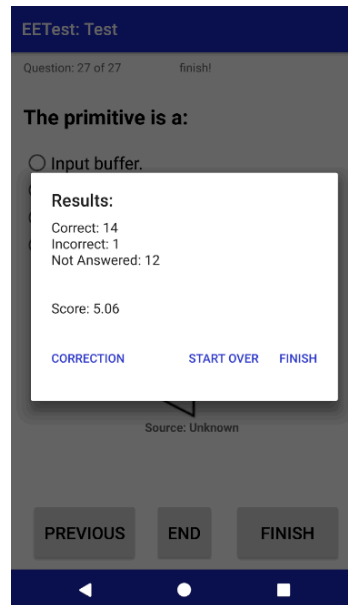 EETest: Test
Question: 27 of 27 finish!
The primitive is a:
Input buffer.
Results:
Correct: 14
Incorrect: 1
Not Answered: 12
Score: 5.06
CORRECTION START OVER FINISH
Source: Unknown
PREVIOUS END FINISH